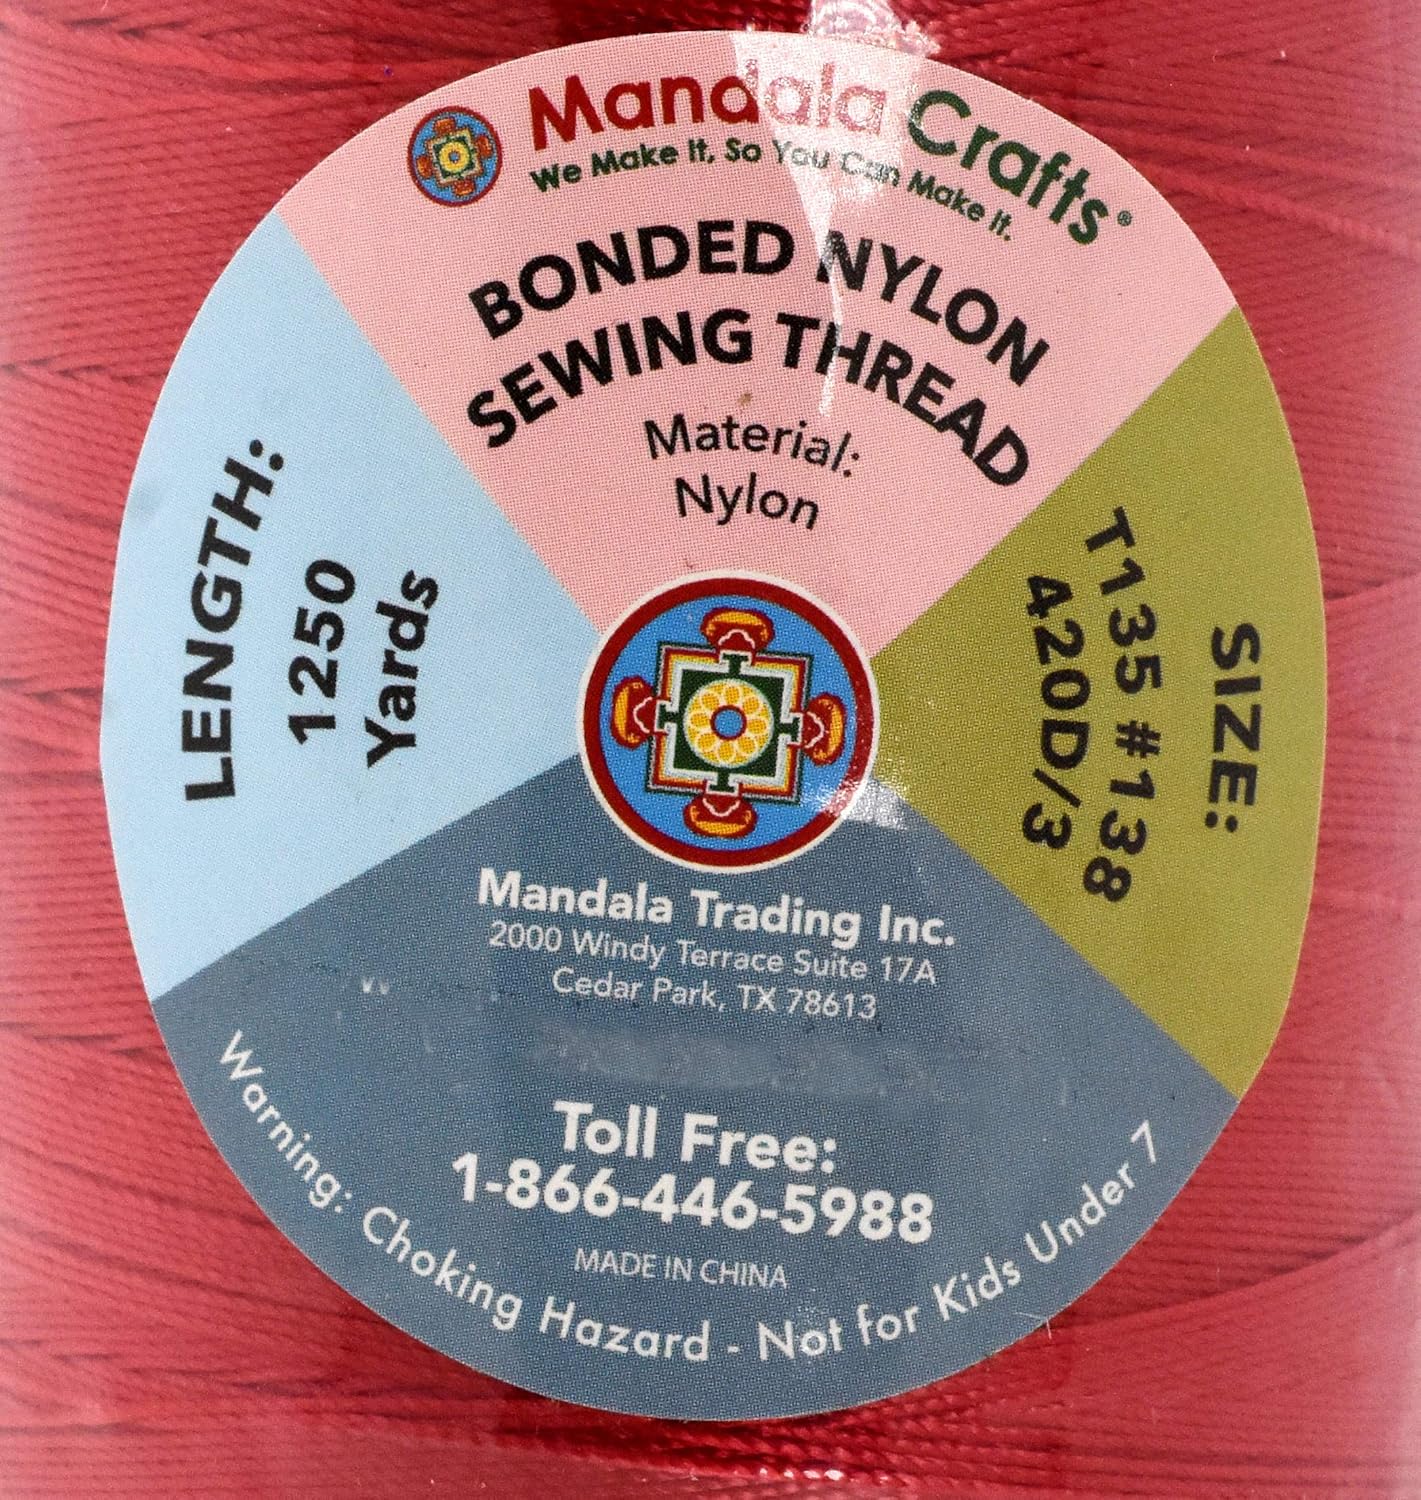 Mandala Crafts®
We Make It, So You Can Make It.
BONDED NYLON
SEWING THREAD
Material:
Nylon
LENGTH:
1250
Yards
SIZE:
T135 #138
420D/3
Mandala Trading Inc.
2000 Windy Terrace Suite 17A
Cedar Park, TX 78613
Toll Free:
1-866-446-5988
MADE IN CHINA
Warning: Choking Hazard - Not for Kids Under 7